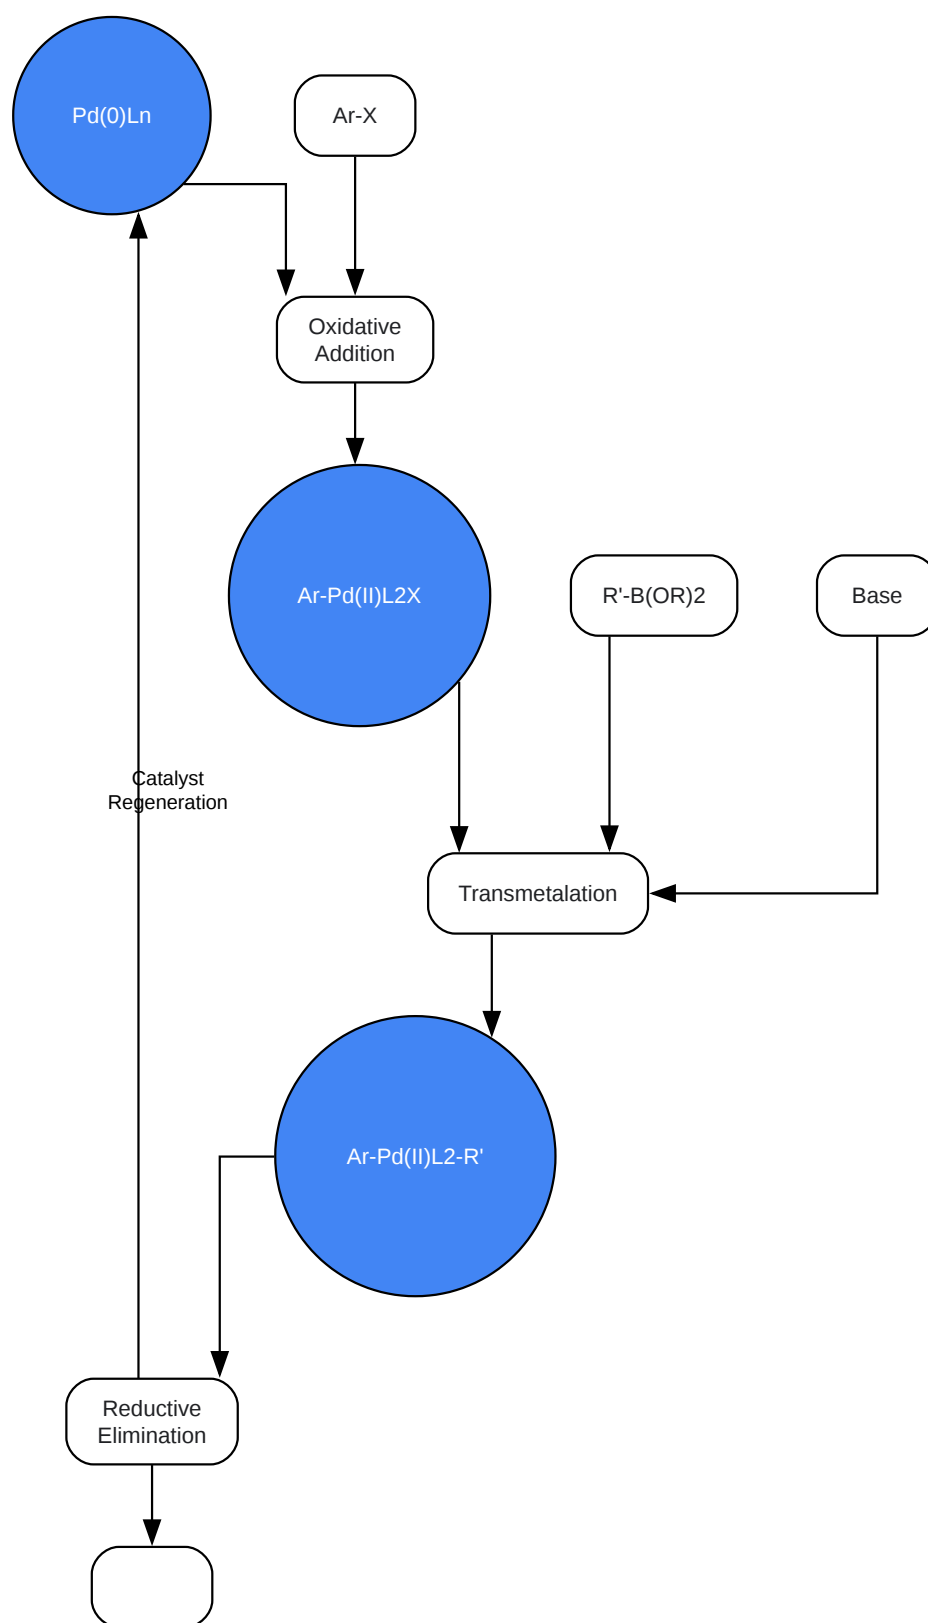 Pd(0)Ln
Ar-X
Oxidative
Addition
Ar-Pd(II)L2X
R'-B(OR)2
Base
Catalyst
Regeneration
Transmetalation
Ar-Pd(II)L2-R'
Reductive
Elimination